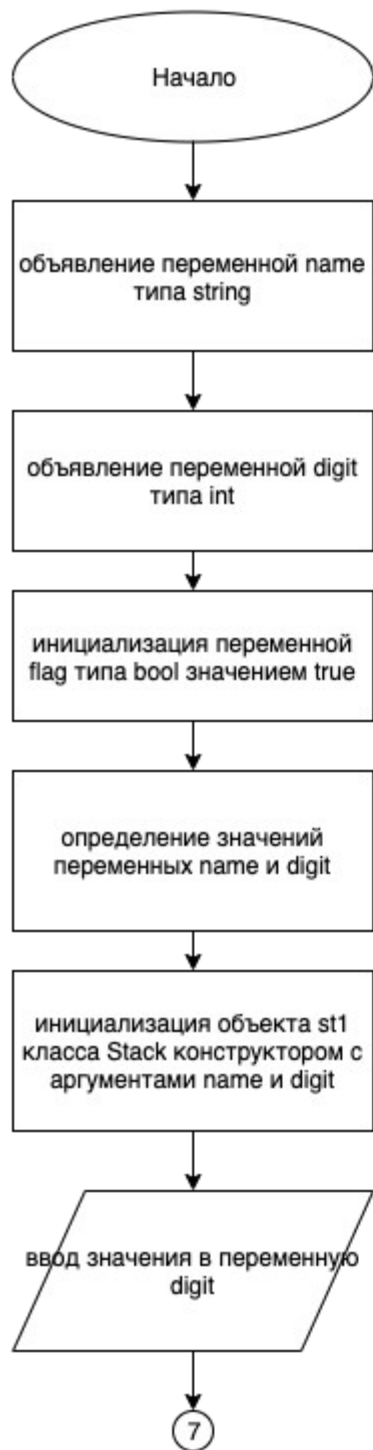 Начало
объявление переменной name
типа string
объявление переменной digit
типа int
инициализация переменной
flag типа bool значением true
определение значений
переменных name и digit
инициализация объекта st1
класса Stack конструктором с
аргументами name и digit
ввод значения в переменную
digit
7